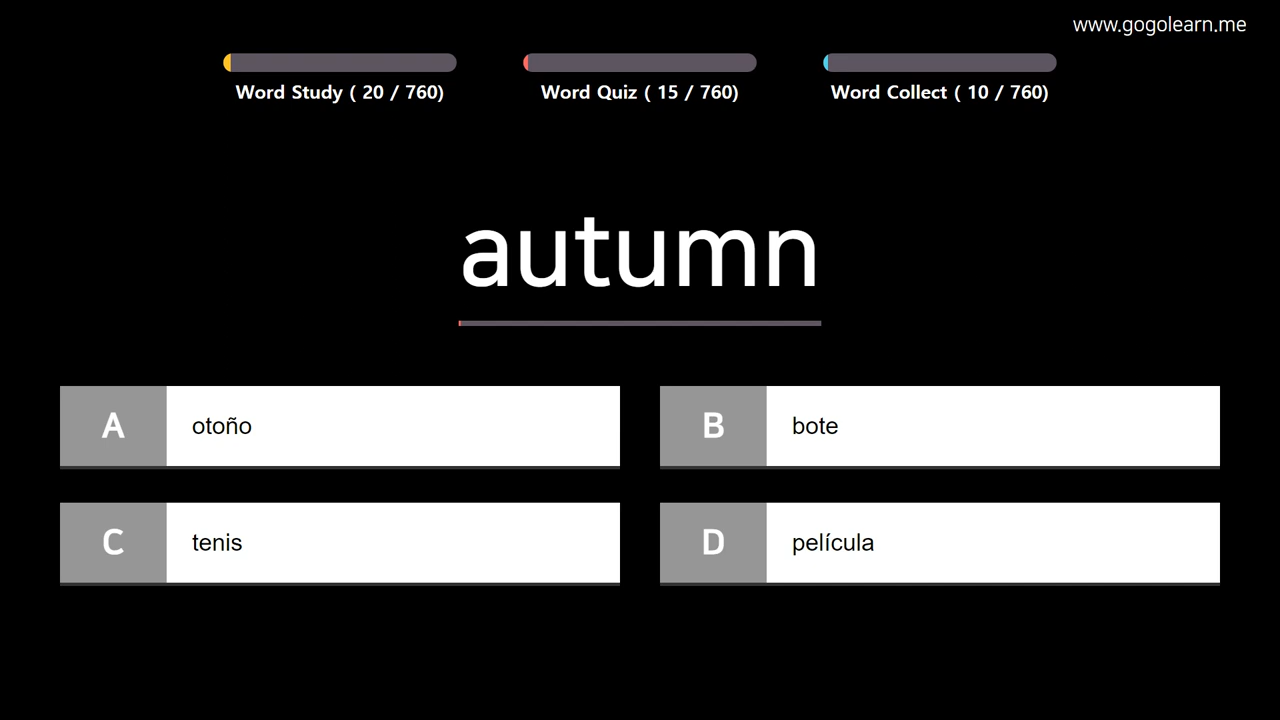 www.gogolearn.me
Word Study ( 20 / 760)
Word Quiz ( 15 / 760)
Word Collect ( 10 / 760)
autumn
A otoño
B bote
C tenis
D película